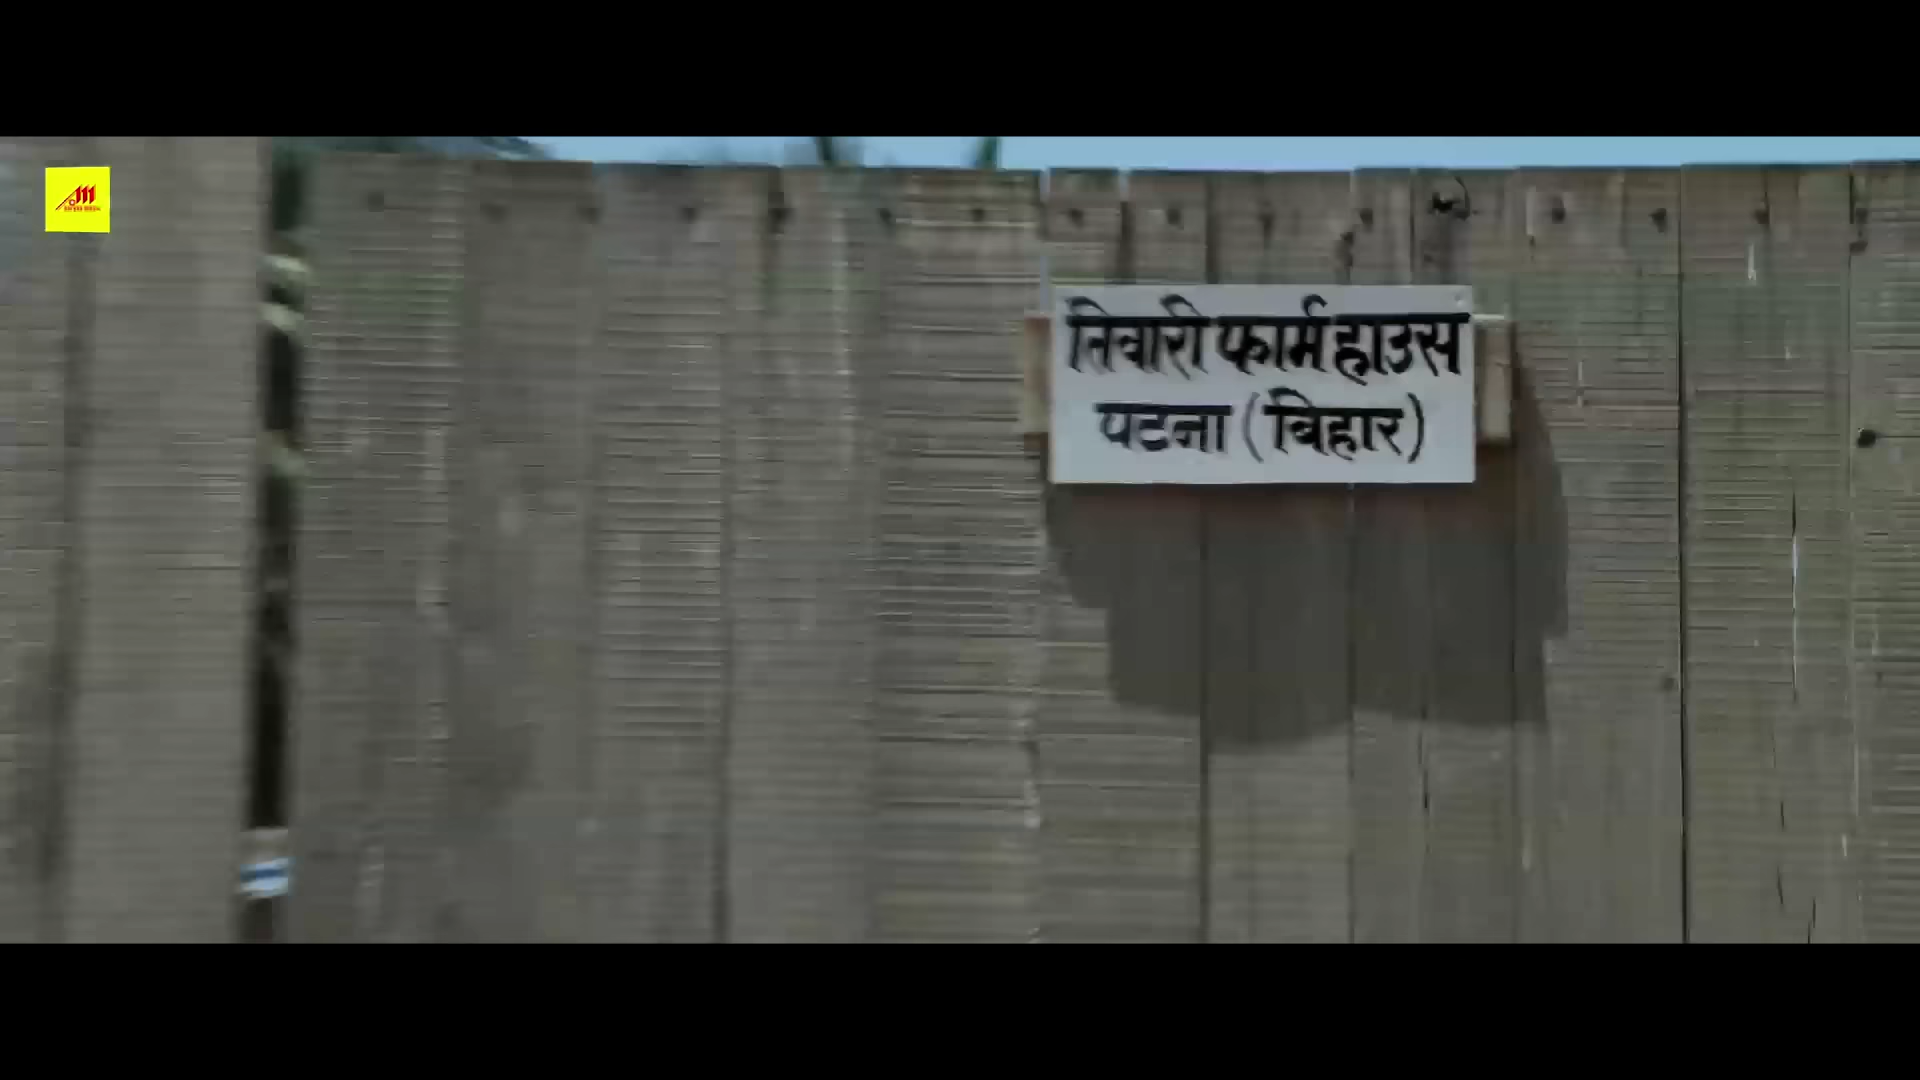 तिवारी फार्म हाउस
पटना (बिहार)